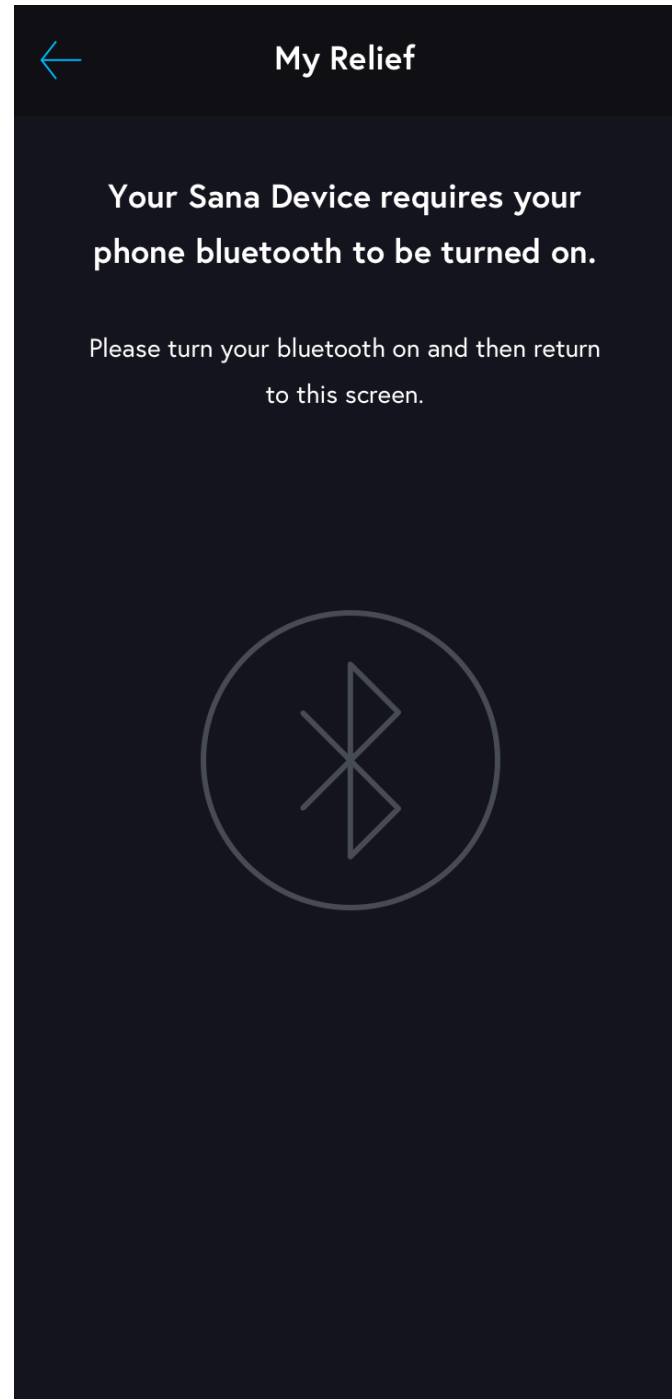 My Relief
Your Sana Device requires your
phone bluetooth to be turned on.
Please turn your bluetooth on and then return
to this screen.